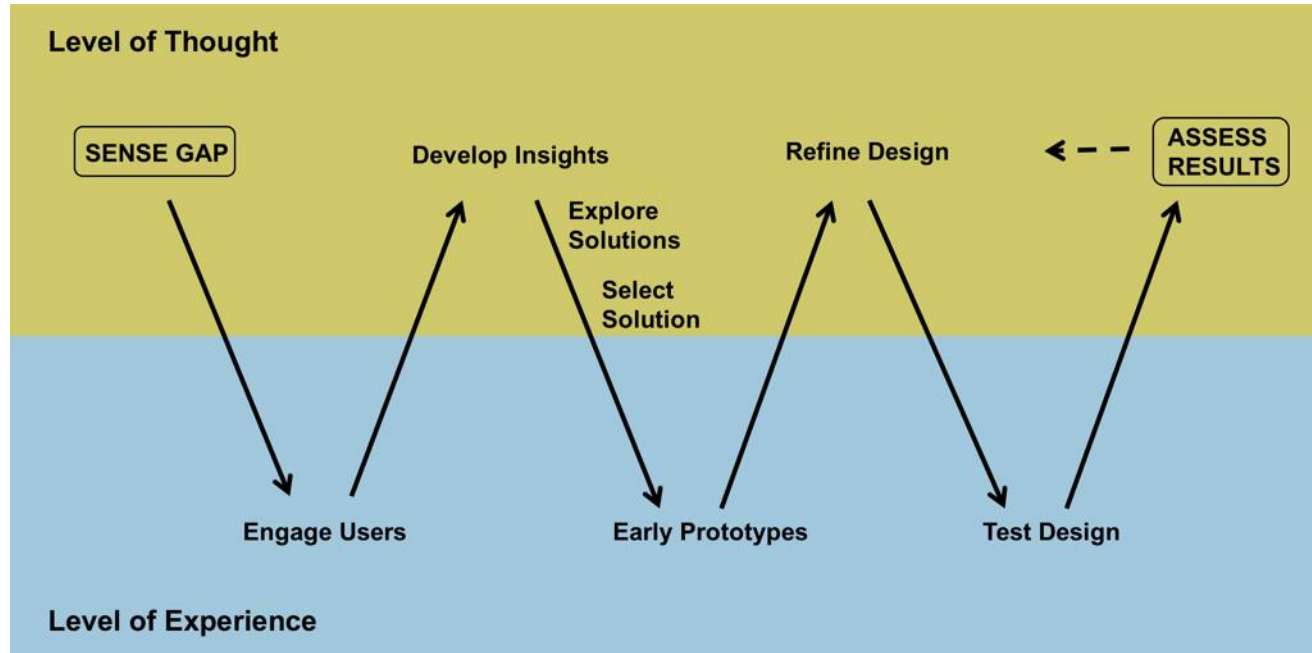 Level of Thought
SENSE GAP
Develop Insights
Refine Design
ASSESS
RESULTS
Explore
Solutions
Select
Solution
Engage Users
Early Prototypes
Test Design
Level of Experience